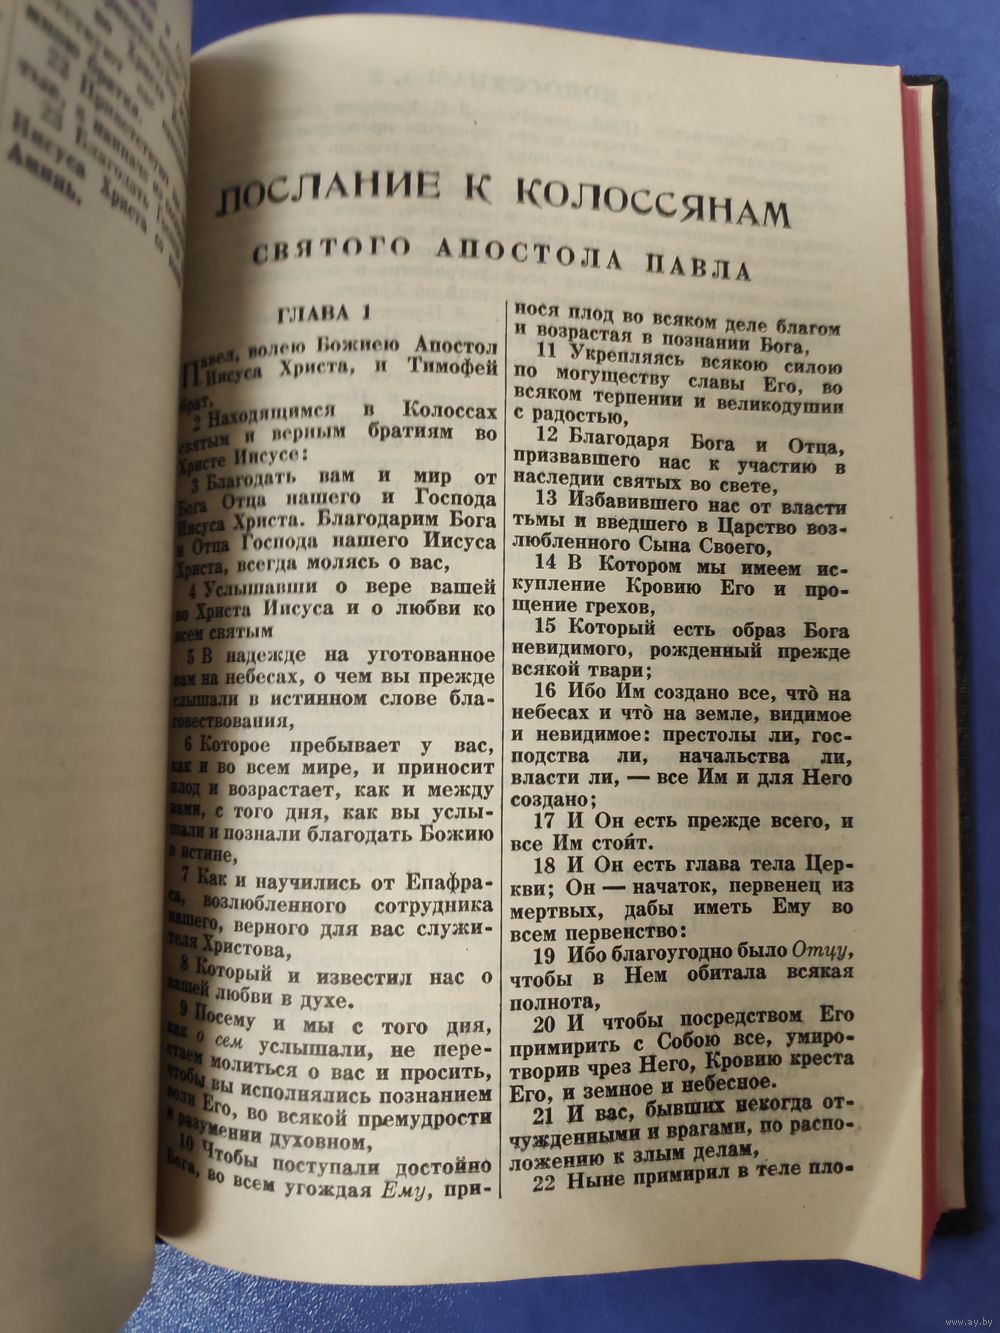 22 Приветствуют
25 Благодать
Иисуса Христа со
Аминь.
ПОСЛАНИЕ К КОЛОССЯНАМ
СВЯТОГО АПОСТОЛА ПАВЛА
ГЛАВА 1
Павел, волею Божиею Апостол
Иисуса Христа, и Тимофей
брат,
2 Находящимся в Колоссах
святым и верным братиям во
Христе Иисусе:
3 Благодать вам и мир от
Бога Отца нашего и Господа
Иисуса Христа. Благодарим Бога
и Отца Господа нашего Иисуса
Христа, всегда молясь о вас,
4 Услышавши о вере вашей
во Христа Иисуса и о любви ко
всем святым
5 В надежде на уготованное
вам на небесах, о чем вы прежде
слышали в истинном слове бла-
говествования,
6 Которое пребывает у вас,
как и во всем мире, и приносит
плод и возрастает, как и между
вами, с того дня, как вы услы-
шали и познали благодать Божию
в истине,
7 Как и научились от Епафра-
са, возлюбленного сотрудника
нашего, верного для вас служи-
теля Христова,
8 Который и известил нас о
вашей любви в духе.
9 Посему и мы с того дня,
как о сем услышали, не пере-
стаем молиться о вас и просить,
чтобы вы исполнялись познанием
воли Его, во всякой премудрости
и разумении духовном,
10 Чтобы поступали достойно
Бога, во всем угождая Ему, при-
нося плод во всяком деле благом
и возрастая в познании Бога,
11 Укрепляясь всякою силою
по могуществу славы Его, во
всяком терпении и великодушии
с радостью,
12 Благодаря Бога и Отца,
призвавшего нас к участию в
наследии святых во свете,
13 Избавившего нас от власти
тьмы и введшего в Царство воз-
любленного Сына Своего,
14 В Котором мы имеем ис-
купление Кровию Его и про-
щение грехов,
15 Который есть образ Бога
невидимого, рожденный прежде
всякой твари;
16 Ибо Им создано все, что̀ на
небесах и что̀ на земле, видимое
и невидимое: престолы ли, гос-
подства ли, начальства ли,
власти ли, — все Им и для Него
создано;
17 И Он есть прежде всего, и
все Им стои́т.
18 И Он есть глава тела Цер-
кви; Он — начаток, первенец из
мертвых, дабы иметь Ему во
всем первенство:
19 Ибо благоугодно было Отцу,
чтобы в Нем обитала всякая
полнота,
20 И чтобы посредством Его
примирить с Собою все, умиро-
творив чрез Него, Кровию креста
Его, и земное и небесное.
21 И вас, бывших некогда от-
чужденными и врагами, по распо-
ложению к злым делам,
22 Ныне примирил в теле пло-
www.ay.by